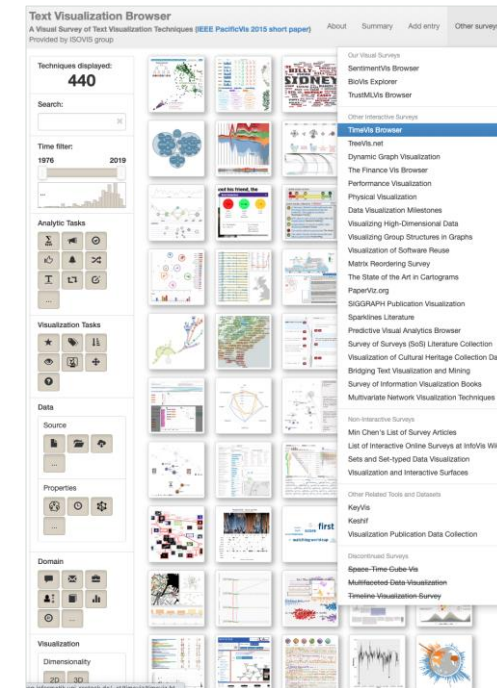 Text Visualization Browser
A Visual Survey of Text Visualization Techniques (IEEE PacificVis 2015 short paper)
Provided by ISOVIS group
About Summary Add entry Other surveys
Techniques displayed:
440
Search:
Time filter:
1976 2019
Analytic Tasks
Visualization Tasks
Data
Source
Properties
Domain
Visualization
Dimensionality
2D 3D
Our Visual Surveys
SentimentVis Browser
BioVis Explorer
TrustMLVis Browser
Other Interactive Surveys
TimeVis Browser
TreeVis.net
Dynamic Graph Visualization
The Finance Vis Browser
Performance Visualization
Physical Visualization
Data Visualization Milestones
Visualizing High-Dimensional Data
Visualizing Group Structures in Graphs
Visualization of Software Reuse
Matrix Reordering Survey
The State of the Art in Cartograms
PaperViz.org
SIGGRAPH Publication Visualization
Sparklines Literature
Predictive Visual Analytics Browser
Survey of Surveys (SoS) Literature Collection
Visualization of Cultural Heritage Collection Da
Bridging Text Visualization and Mining
Survey of Information Visualization Books
Multivariate Network Visualization Techniques
Non-Interactive Surveys
Min Chen's List of Survey Articles
List of Interactive Online Surveys at InfoVis Wi
Sets and Set-typed Data Visualization
Visualization and Interactive Surfaces
Other Related Tools and Datasets
KeyVis
Keshif
Visualization Publication Data Collection
Discontinued Surveys
Space-Time Cube Vis
Multifaceted Data Visualization
Timeline Visualization Survey
HILLY
SIDNEY
and his friend, the
first